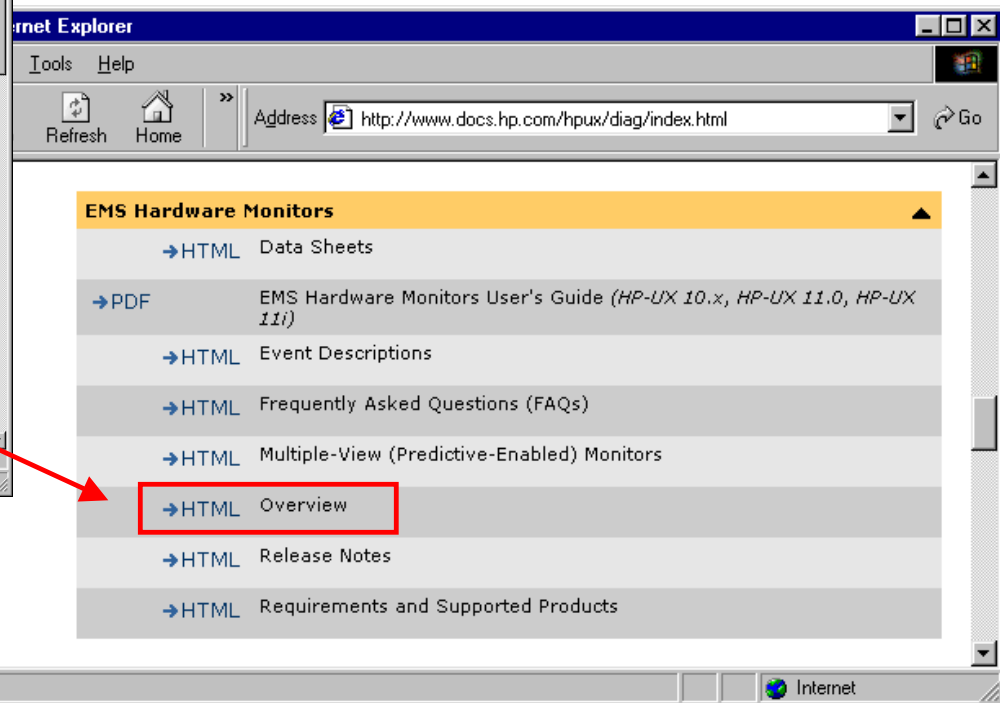 rnet Explorer
Tools Help
Refresh Home » Address http://www.docs.hp.com/hpux/diag/index.html Go
EMS Hardware Monitors
HTML Data Sheets
PDF EMS Hardware Monitors User's Guide (HP-UX 10.x, HP-UX 11.0, HP-UX
11i)
HTML Event Descriptions
HTML Frequently Asked Questions (FAQs)
HTML Multiple-View (Predictive-Enabled) Monitors
HTML Overview
HTML Release Notes
HTML Requirements and Supported Products
Internet